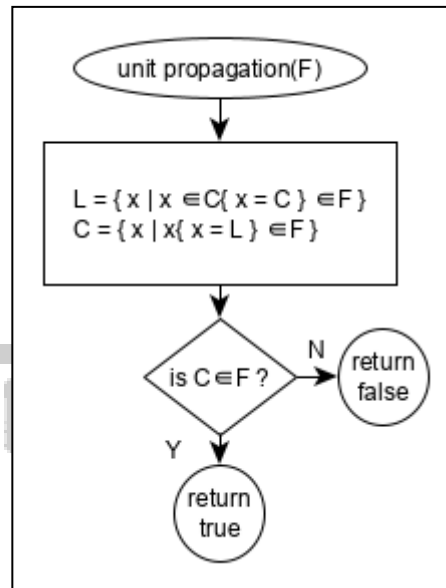 unit propagation(F)
L = { x | x ∈C{ x = C } ∈F }
C = { x | x{ x = L } ∈F }
is C∈F ?
N
return
false
Y
return
true